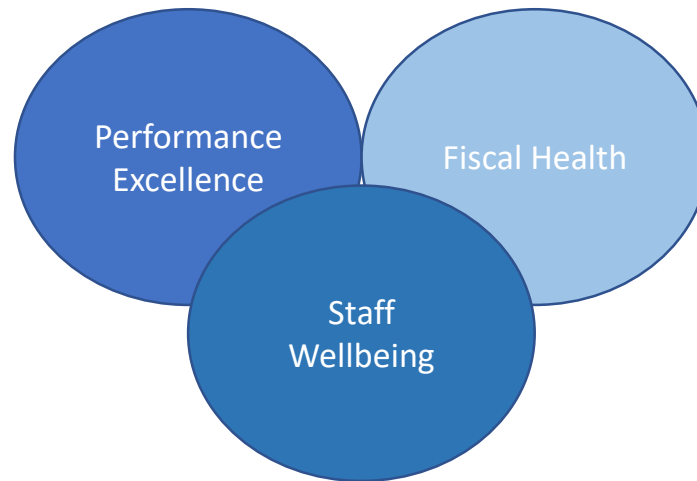 Performance
Excellence
Fiscal Health
Staff
Wellbeing